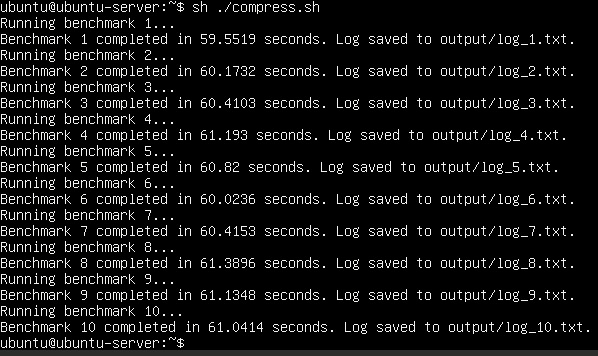 ubuntu@ubuntu-server:~$ sh ./compress.sh
Running benchmark 1...
Benchmark 1 completed in 59.5519 seconds. Log saved to output/log_1.txt.
Running benchmark 2...
Benchmark 2 completed in 60.1732 seconds. Log saved to output/log_2.txt.
Running benchmark 3...
Benchmark 3 completed in 60.4103 seconds. Log saved to output/log_3.txt.
Running benchmark 4...
Benchmark 4 completed in 61.193 seconds. Log saved to output/log_4.txt.
Running benchmark 5...
Benchmark 5 completed in 60.82 seconds. Log saved to output/log_5.txt.
Running benchmark 6...
Benchmark 6 completed in 60.0236 seconds. Log saved to output/log_6.txt.
Running benchmark 7...
Benchmark 7 completed in 60.4153 seconds. Log saved to output/log_7.txt.
Running benchmark 8...
Benchmark 8 completed in 61.3896 seconds. Log saved to output/log_8.txt.
Running benchmark 9...
Benchmark 9 completed in 61.1348 seconds. Log saved to output/log_9.txt.
Running benchmark 10...
Benchmark 10 completed in 61.0414 seconds. Log saved to output/log_10.txt.
ubuntu@ubuntu-server:~$